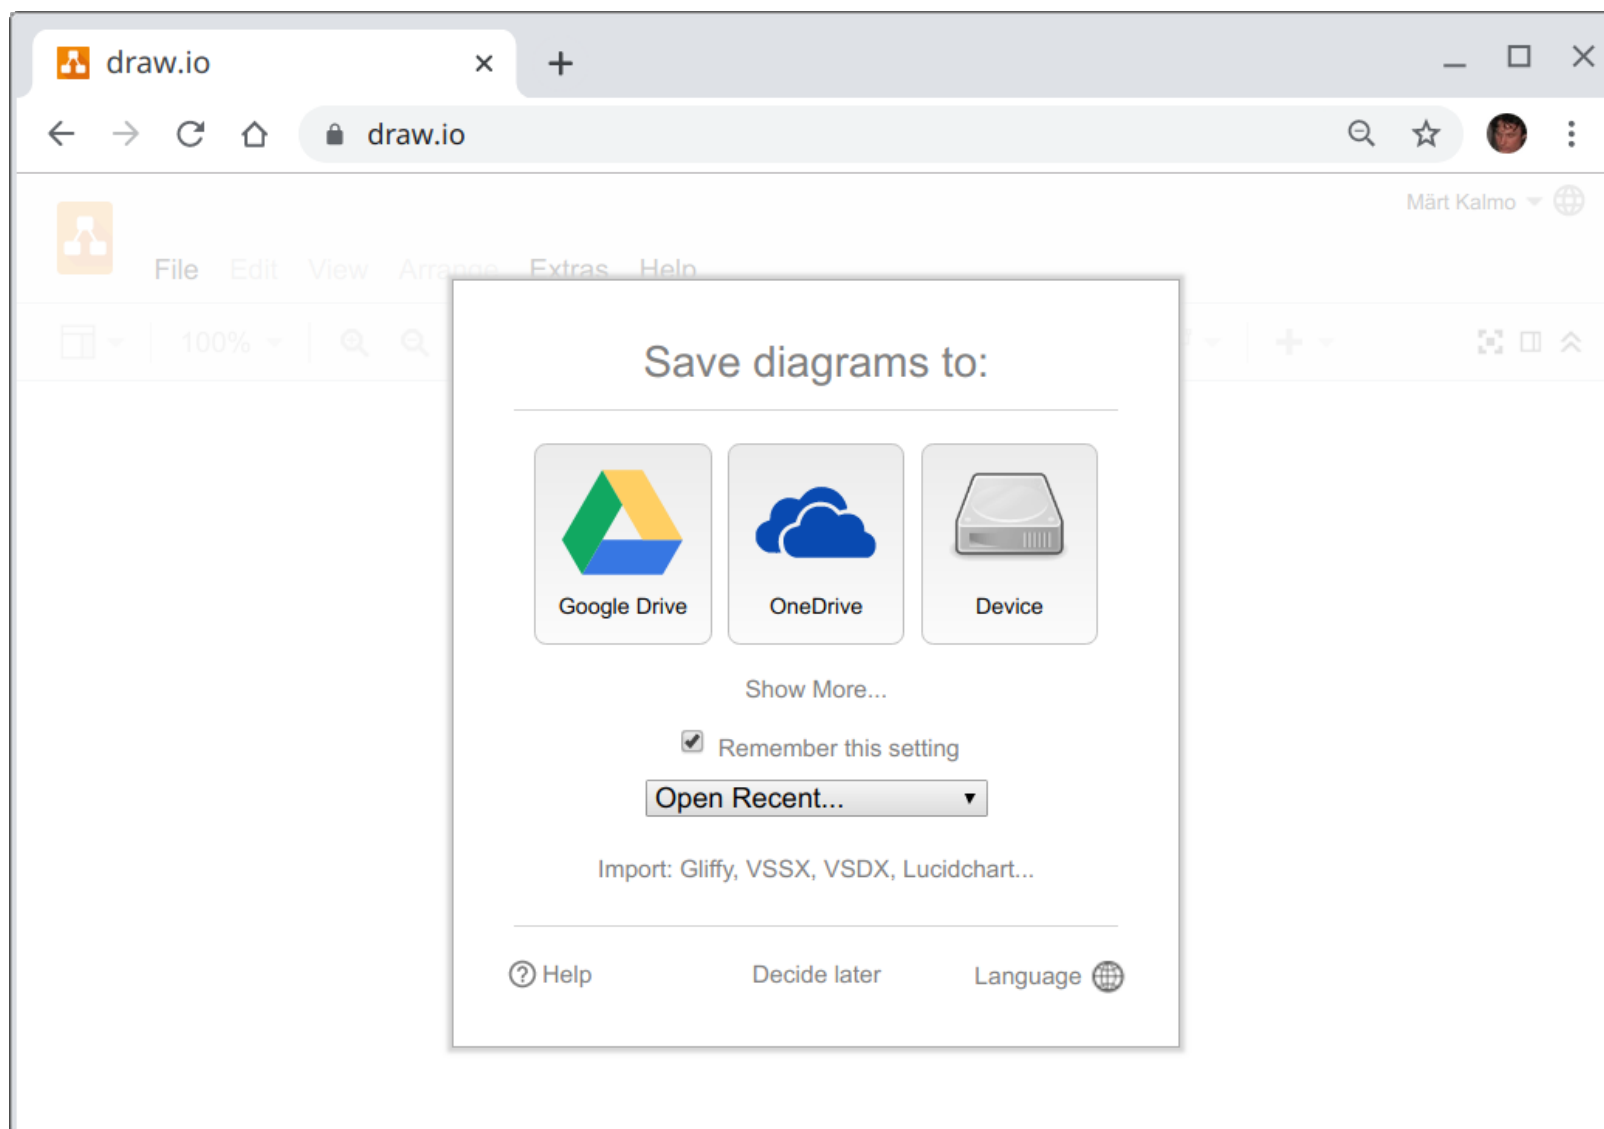 draw.io
draw.io
Märt Kalmo
File Edit View Arrange Extras Help
100%
Save diagrams to:
Google Drive OneDrive Device
Show More...
Remember this setting
Open Recent...
Import: Gliffy, VSSX, VSDX, Lucidchart...
Help Decide later Language